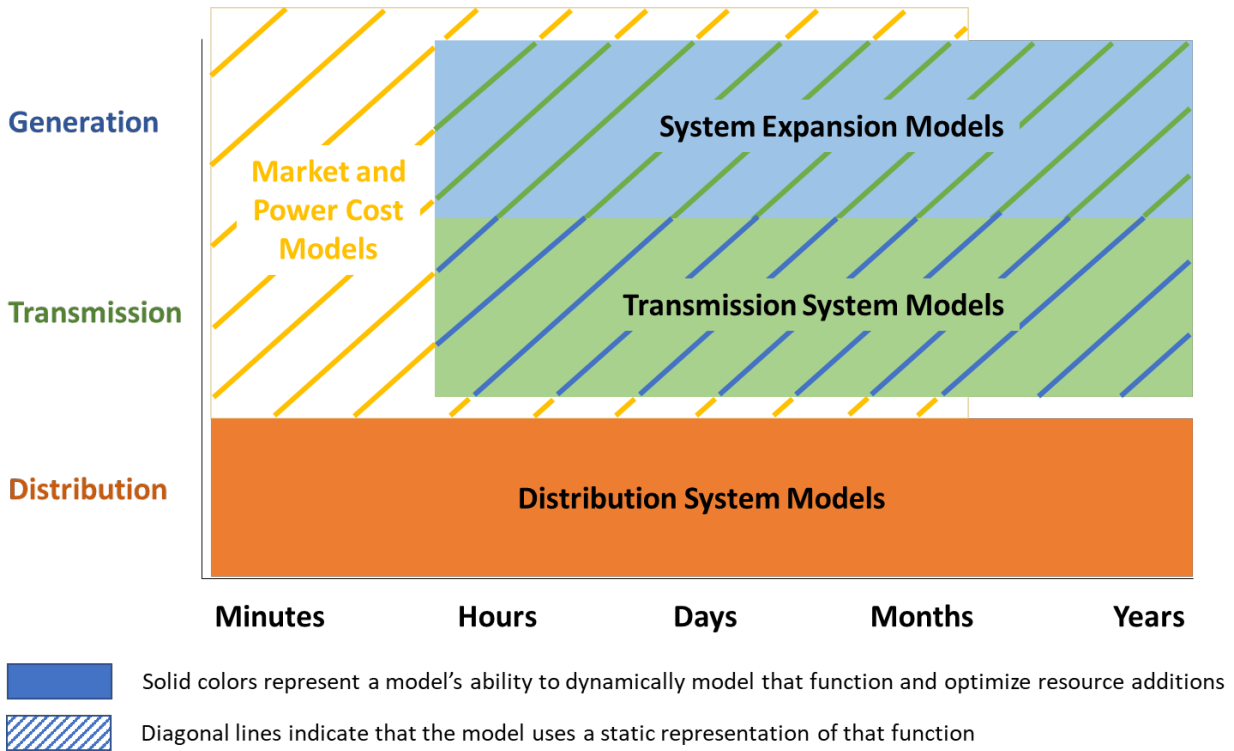 Generation
System Expansion Models
Market and
Power Cost
Models
Transmission
Transmission System Models
Distribution
Distribution System Models
Minutes
Hours
Days
Months
Years
Solid colors represent a model’s ability to dynamically model that function and optimize resource additions
Diagonal lines indicate that the model uses a static representation of that function